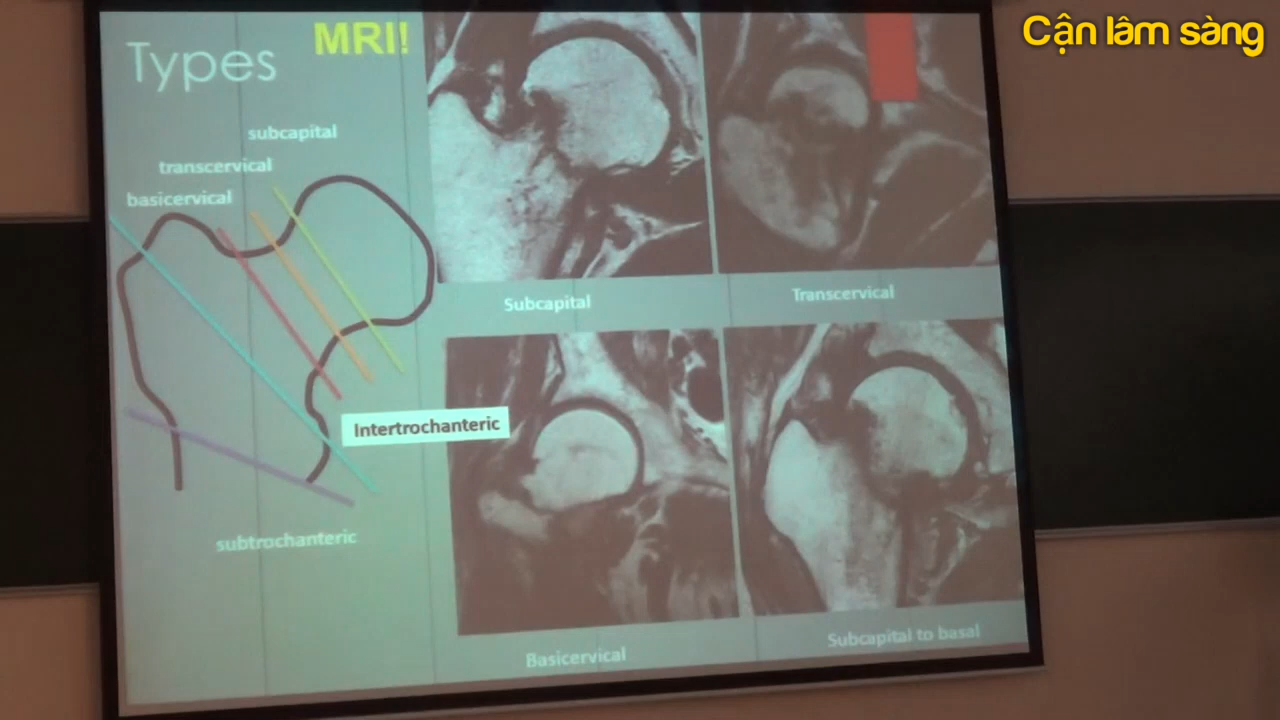 Cận lâm sàng
Types
MRI!
subcapital
transcervical
basicervical
Intertrochanteric
subtrochanteric
Subcapital
Transcervical
Basicervical
Subcapital to basal